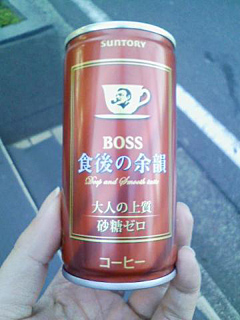 SUNTORY
BOSS
食後の余韻
Deep and Smooth taste
大人の上質
砂糖ゼロ
コーヒー